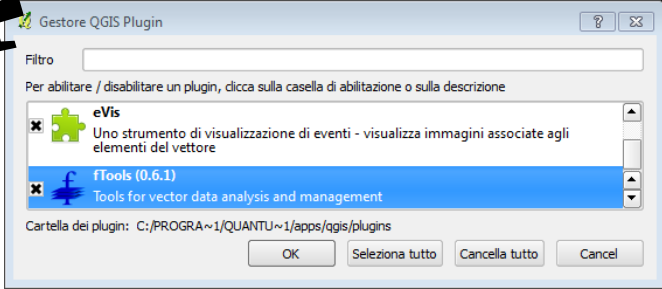 Gestore QGIS Plugin
Filtro
Per abilitare / disabilitare un plugin, clicca sulla casella di abilitazione o sulla descrizione
eVis
Uno strumento di visualizzazione di eventi - visualizza immagini associate agli
elementi del vettore
fTools (0.6.1)
Tools for vector data analysis and management
Cartella dei plugin: C:/PROGRA~1/QUANTU~1/apps/qgis/plugins
OK Seleziona tutto Cancella tutto Cancel